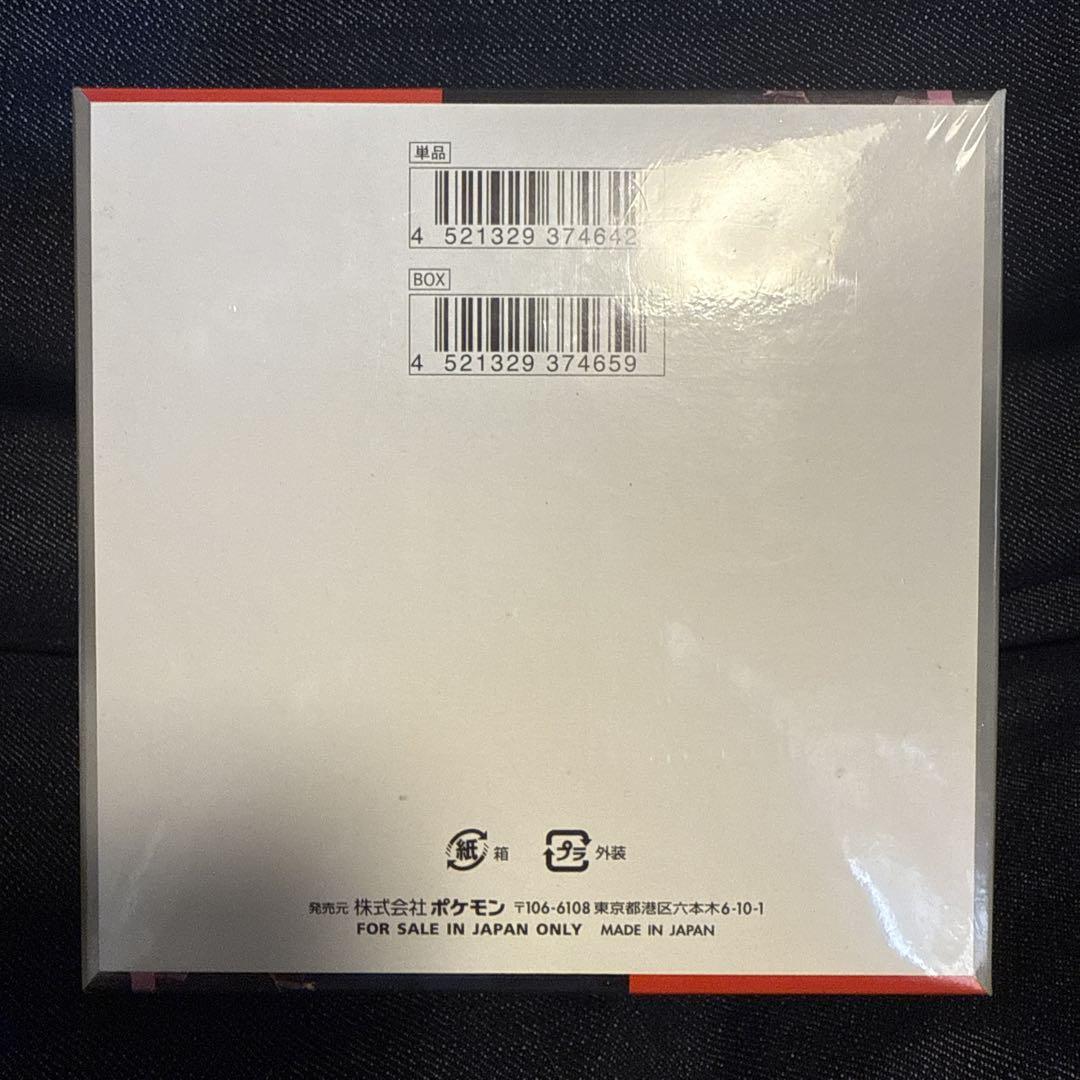 単品
4 521329 374642
BOX
4 521329 374659
紙 箱 プラ 外装
発売元 株式会社ポケモン 〒106-6108 東京都港区六本木6-10-1
FOR SALE IN JAPAN ONLY MADE IN JAPAN